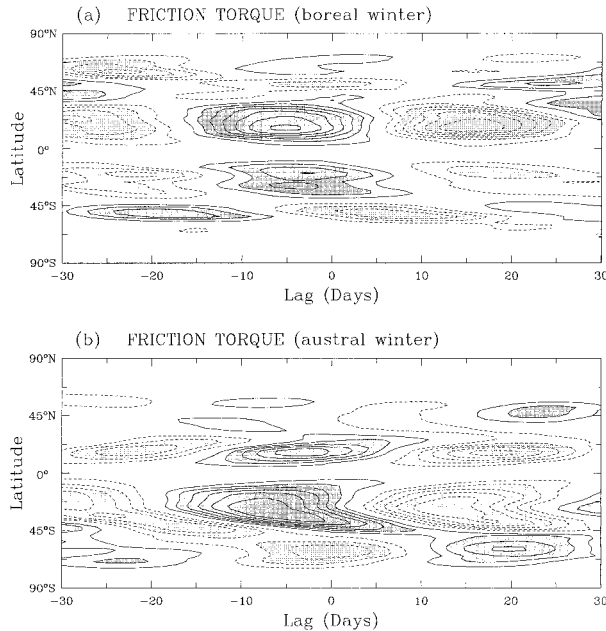 (a) FRICTION TORQUE (boreal winter)
90°N
45°N
0°
45°S
90°S
Latitude
-30 -20 -10 0 10 20 30
Lag (Days)
(b) FRICTION TORQUE (austral winter)
90°N
45°N
0°
45°S
90°S
Latitude
-30 -20 -10 0 10 20 30
Lag (Days)